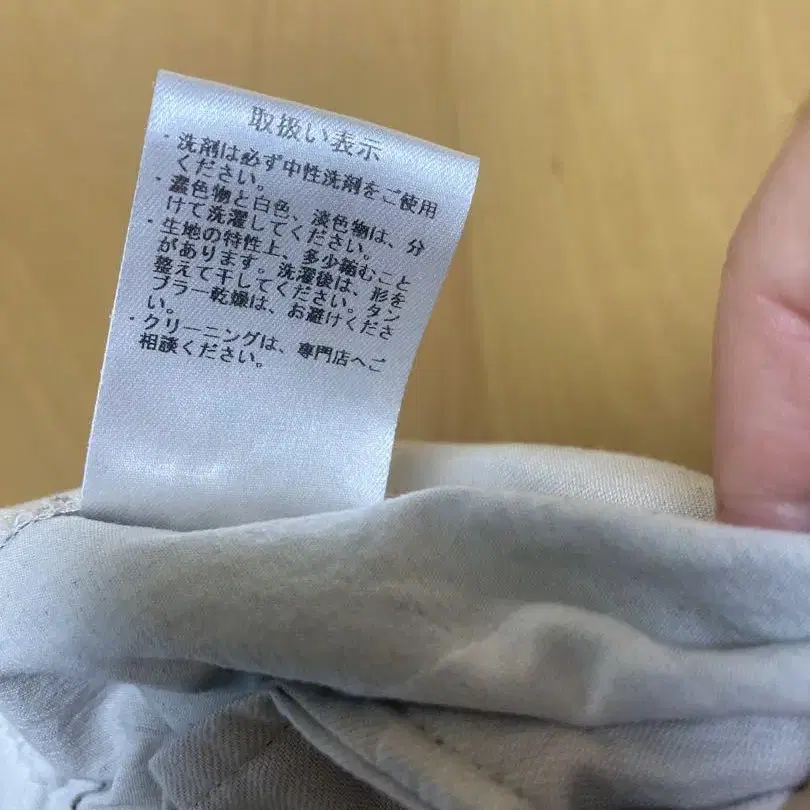 取扱い表示
・洗剤は必ず中性洗剤をご使用
ください。
・濃色物と白色、淡色物は、分
けて洗濯してください。
・生地の特性上、多少縮むこと
があります。洗濯後は、形を
整えて干してください。タン
ブラー乾燥は、お避けくださ
い。
・クリーニングは、専門店へご
相談ください。